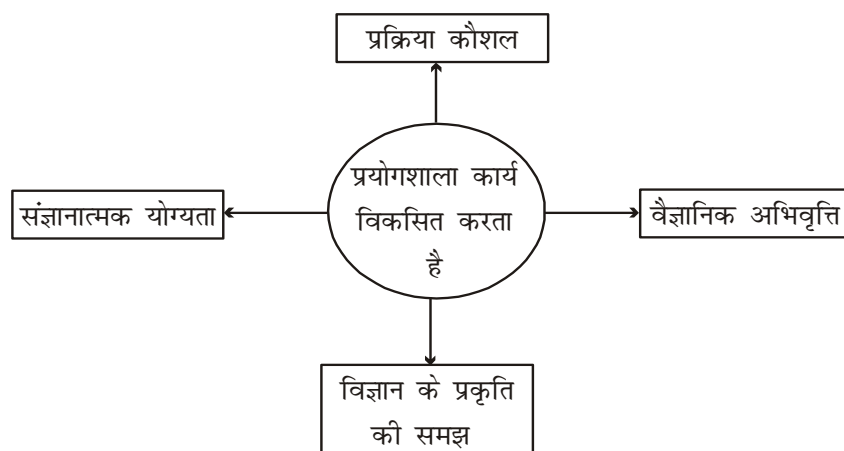 प्रक्रिया कौशल
प्रयोगशाला कार्य
विकसित करता
है
संज्ञानात्मक योग्यता
वैज्ञानिक अभिवृत्ति
विज्ञान के प्रकृति
की समझ